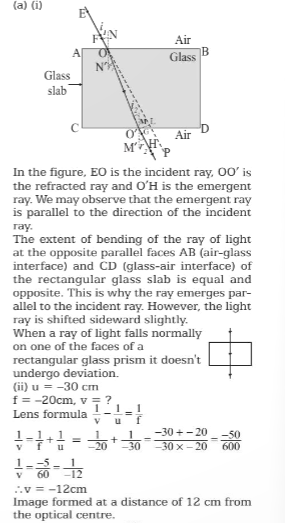 (a) (i)
E
i
F N
Air
A O B
Glass
N'
Glass
slab
C D
O' Air
M' H P
In the figure, EO is the incident ray, OO' is
the refracted ray and O'H is the emergent
ray. We may observe that the emergent ray
is parallel to the direction of the incident
ray.
The extent of bending of the ray of light
at the opposite parallel faces AB (air-glass
interface) and CD (glass-air interface) of
the rectangular glass slab is equal and
opposite. This is why the ray emerges par-
allel to the incident ray. However, the light
ray is shifted sideward slightly.
When a ray of light falls normally
on one of the faces of a
rectangular glass prism it doesn't
undergo deviation.
(ii) u = -30 cm
f = -20cm, v = ?
Lens formula 1/v - 1/u = 1/f
1/v = 1/f + 1/u = 1/-20 + 1/-30 = -30 + -20/-30 x -20 = -50/600
1/v = -5/60 = 1/-12
∴v = -12cm
Image formed at a distance of 12 cm from
the optical centre.